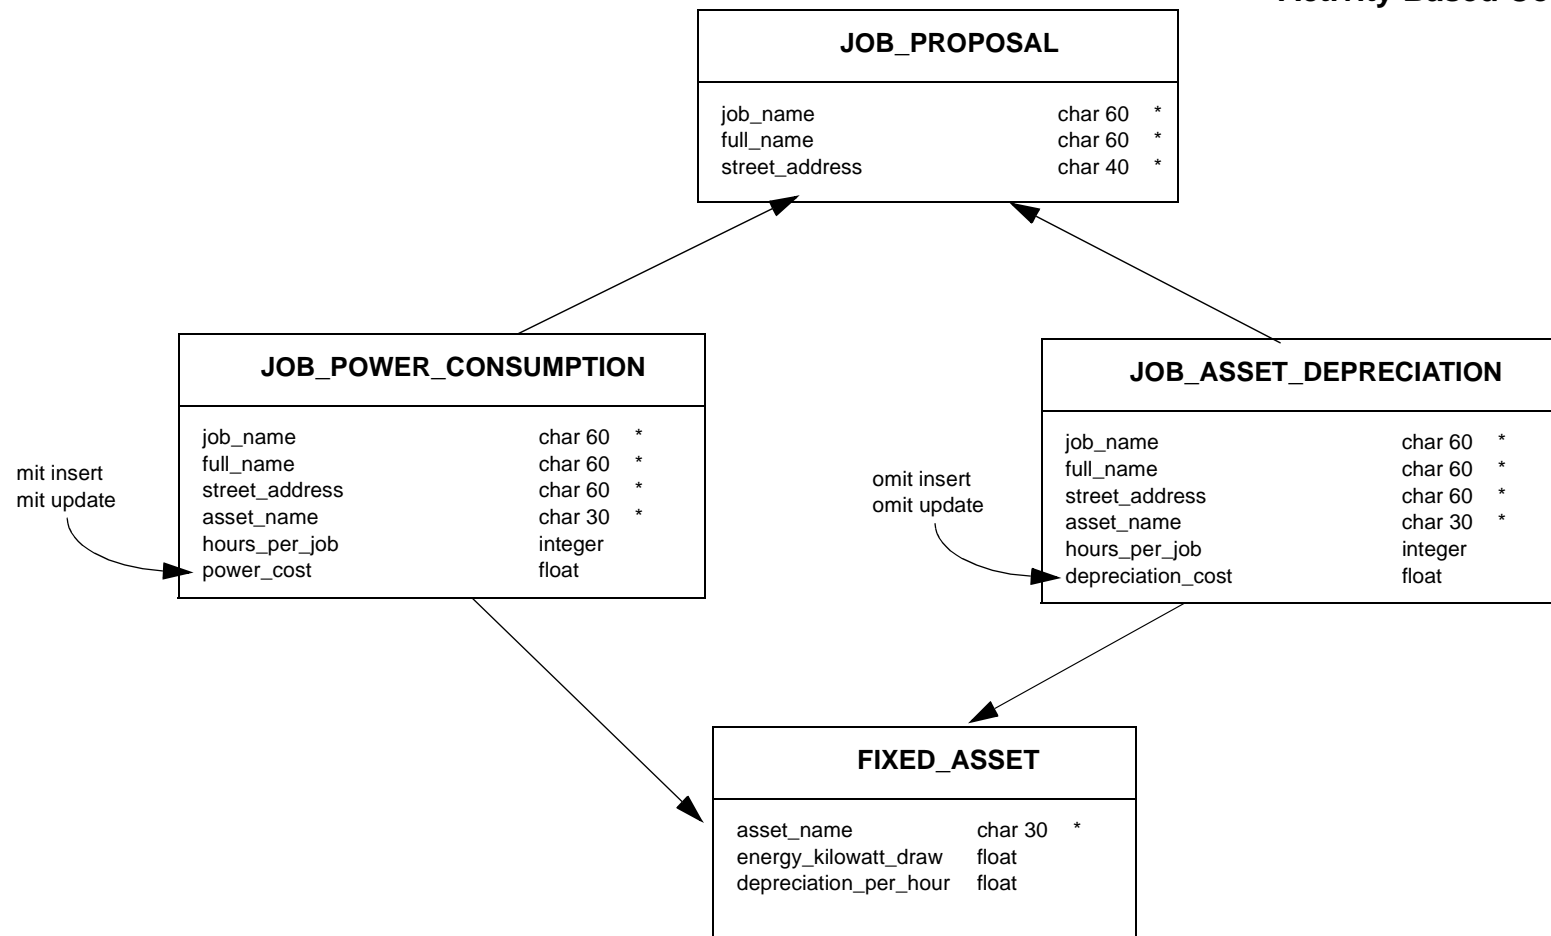 JOB_PROPOSAL
job_name char 60 *
full_name char 60 *
street_address char 40 *
JOB_POWER_CONSUMPTION
job_name char 60 *
full_name char 60 *
street_address char 60 *
asset_name char 30 *
hours_per_job integer
power_cost float
mit insert
mit update
JOB_ASSET_DEPRECIATION
job_name char 60 *
full_name char 60 *
street_address char 60 *
asset_name char 30 *
hours_per_job integer
depreciation_cost float
omit insert
omit update
FIXED_ASSET
asset_name char 30 *
energy_kilowatt_draw float
depreciation_per_hour float